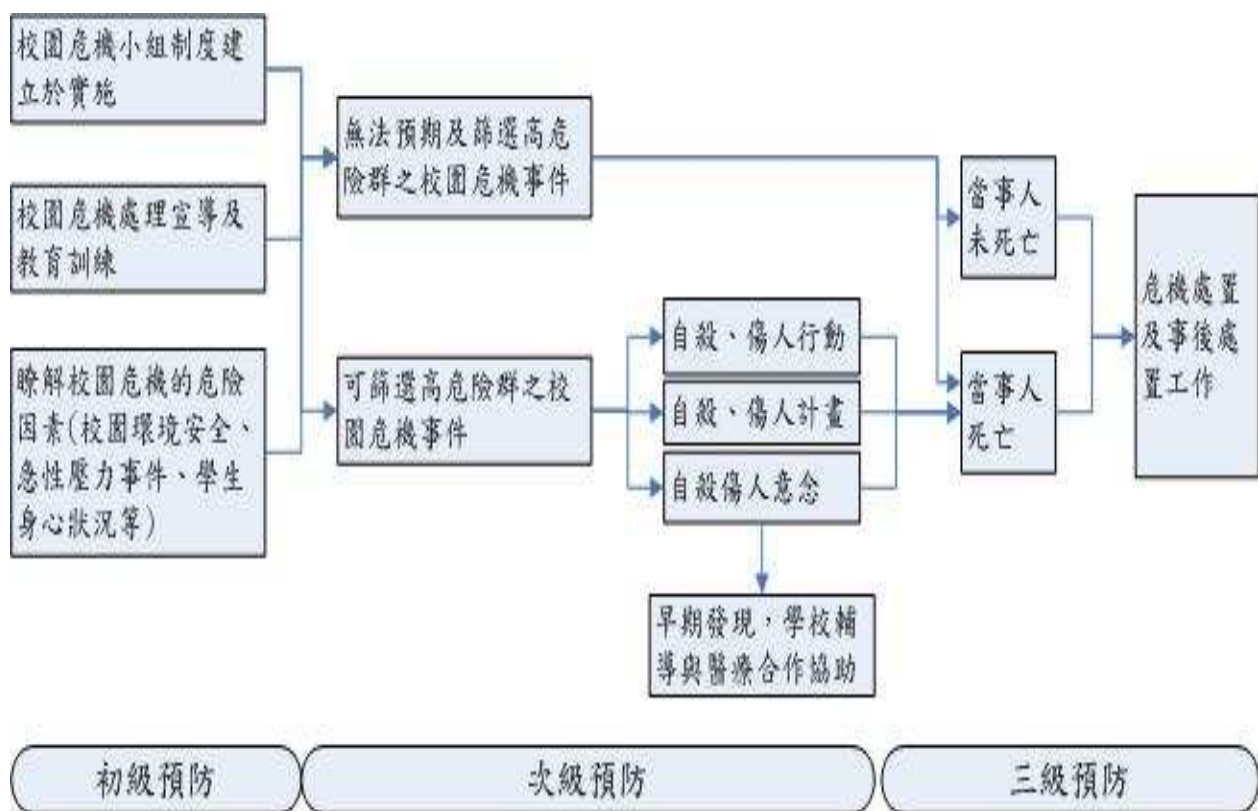 校園危機小組制度建
立於實施
校園危機處理宣導及
教育訓練
瞭解校園危機的危險
因素(校園環境安全、
急性壓力事件、學生
身心狀況等)
無法預期及篩選高危
險群之校園危機事件
可篩選高危險群之校
園危機事件
自殺、傷人行動
自殺、傷人計畫
自殺傷人意念
早期發現，學校輔
導與醫療合作協助
當事人
未死亡
當事人
死亡
危機處置
及事後處
置工作
初級預防
次級預防
三級預防